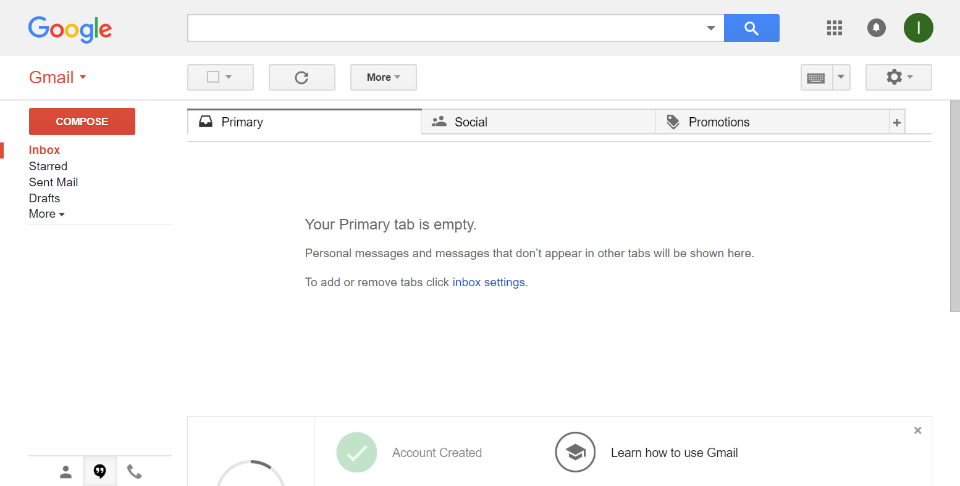 Google
I
Gmail
More
COMPOSE
Primary
Social
Promotions
+
Inbox
Starred
Sent Mail
Drafts
More
Your Primary tab is empty.
Personal messages and messages that don't appear in other tabs will be shown here.
To add or remove tabs click inbox settings.
Account Created
Learn how to use Gmail